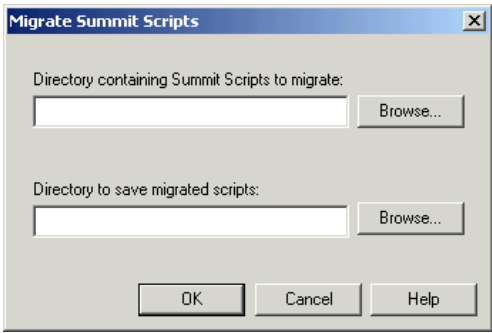 Migrate Summit Scripts
Directory containing Summit Scripts to migrate:
Browse...
Directory to save migrated scripts:
Browse...
OK Cancel Help